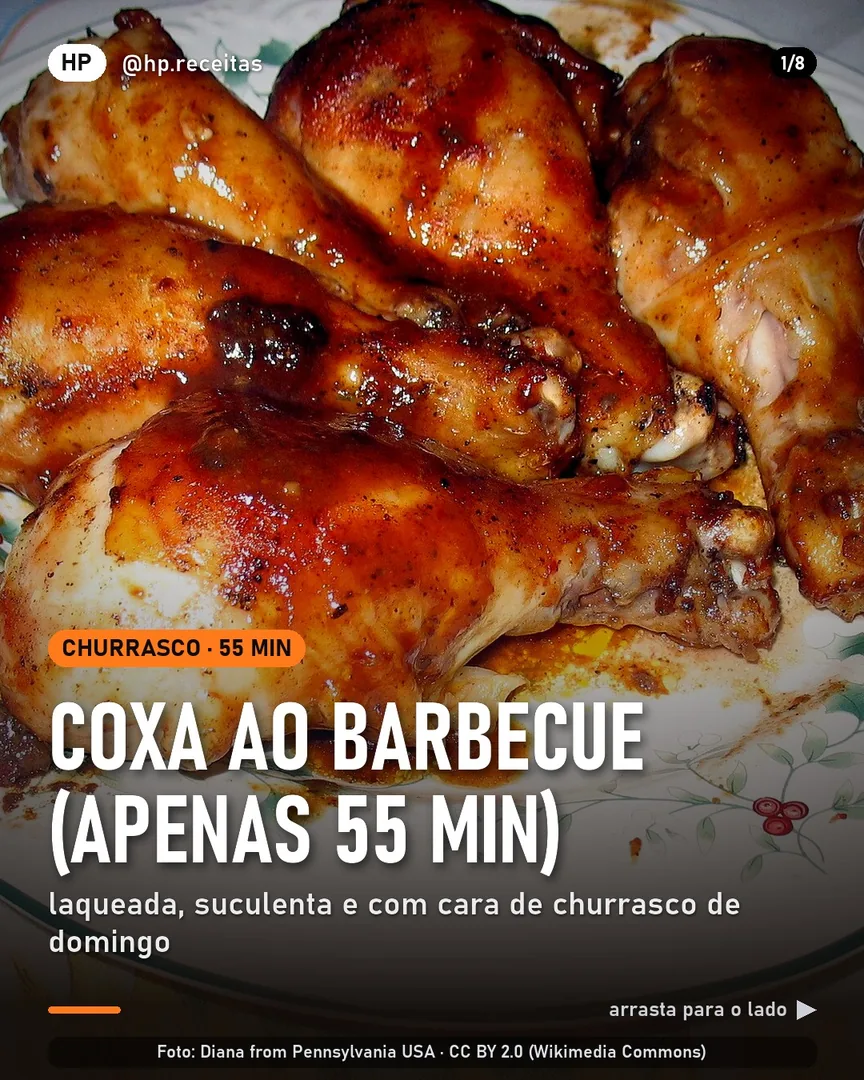 HP @hp.receitas 1/8
CHURRASCO · 55 MIN
COXA AO BARBECUE
(APENAS 55 MIN)
laqueada, suculenta e com cara de churrasco de
domingo
arrasta para o lado ▶
Foto: Diana from Pennsylvania USA · CC BY 2.0 (Wikimedia Commons)